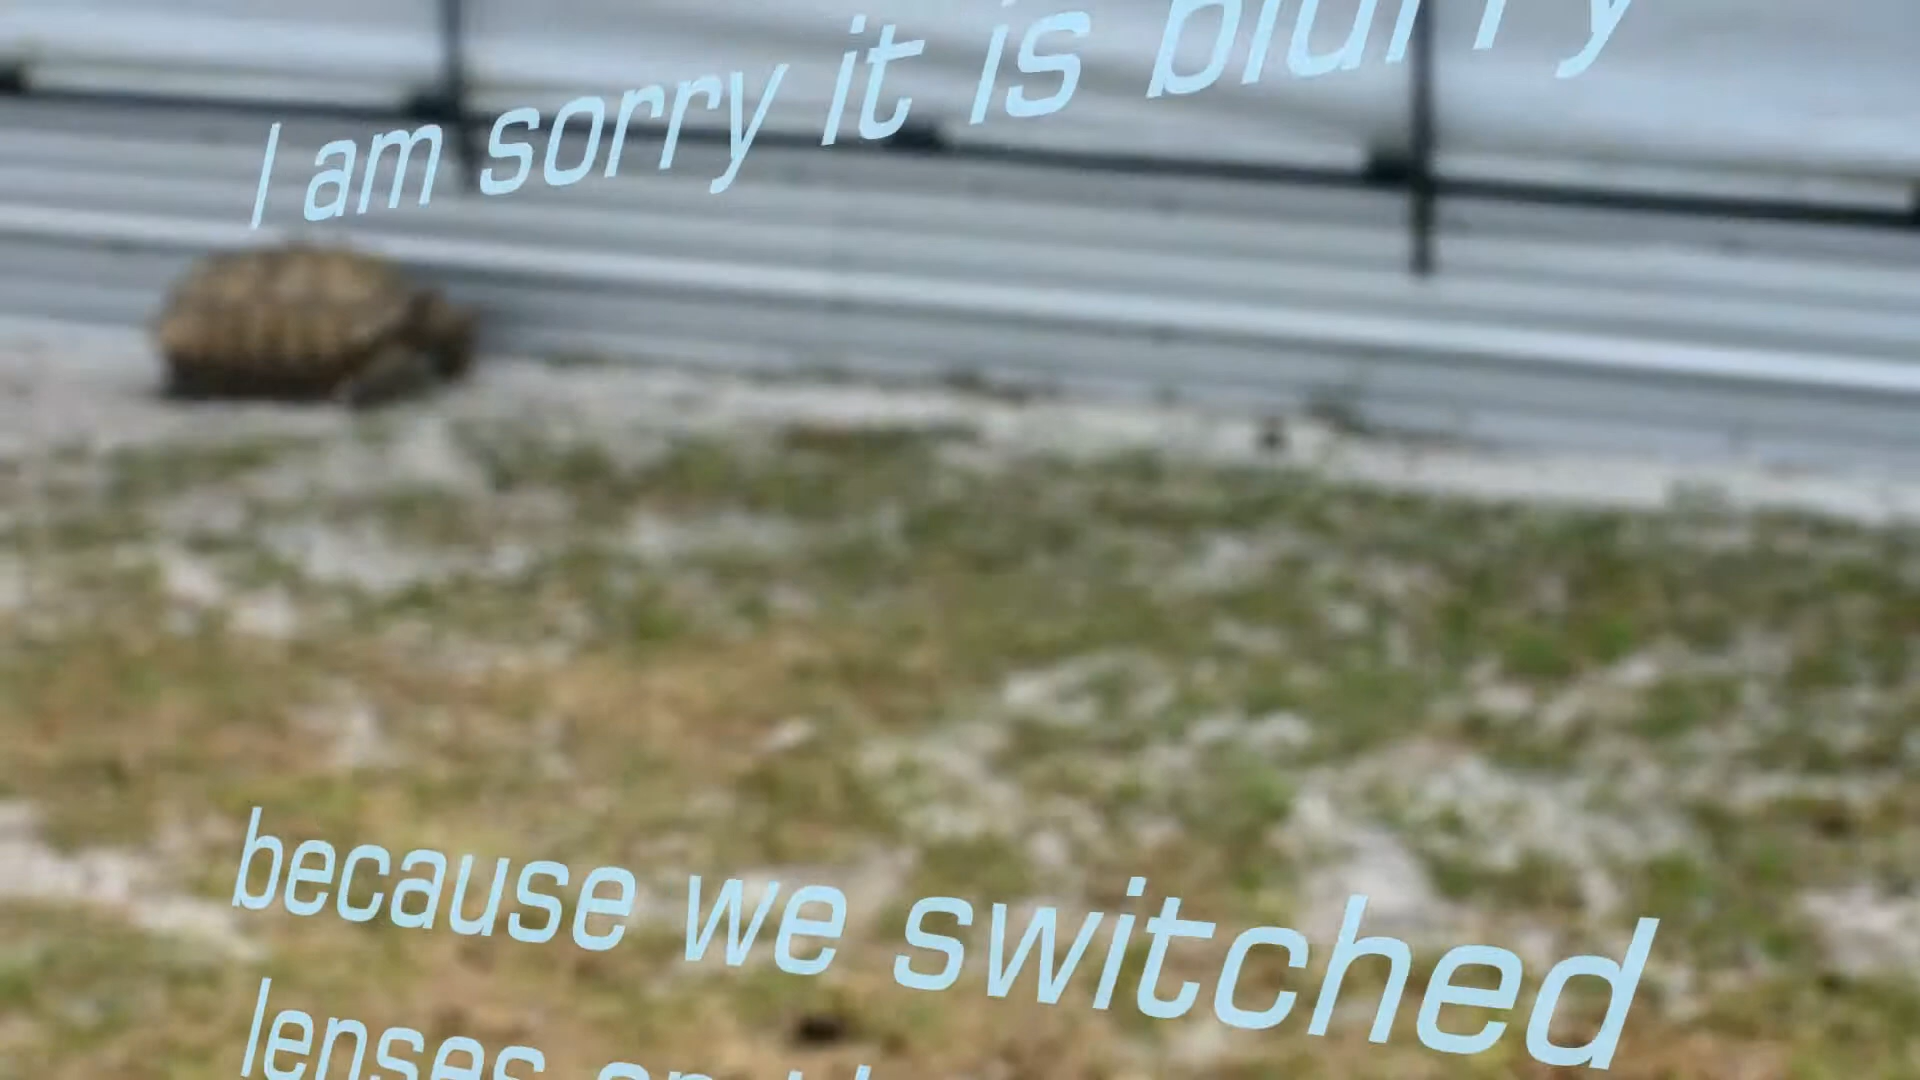 I am sorry it is blurry
because we switched
lenses